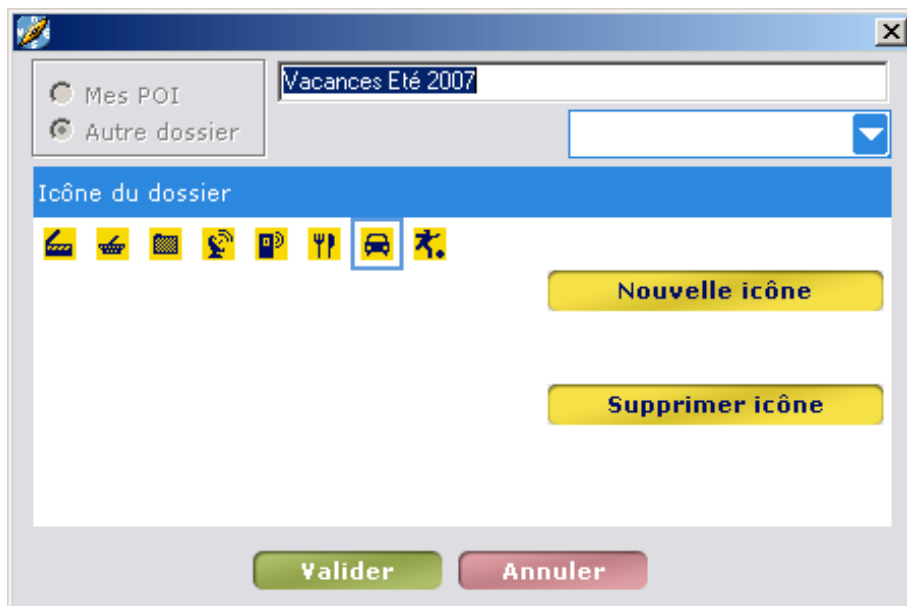 Mes POI
Autre dossier
Vacances Eté 2007
Icône du dossier
Nouvelle icône
Supprimer icône
Valider
Annuler